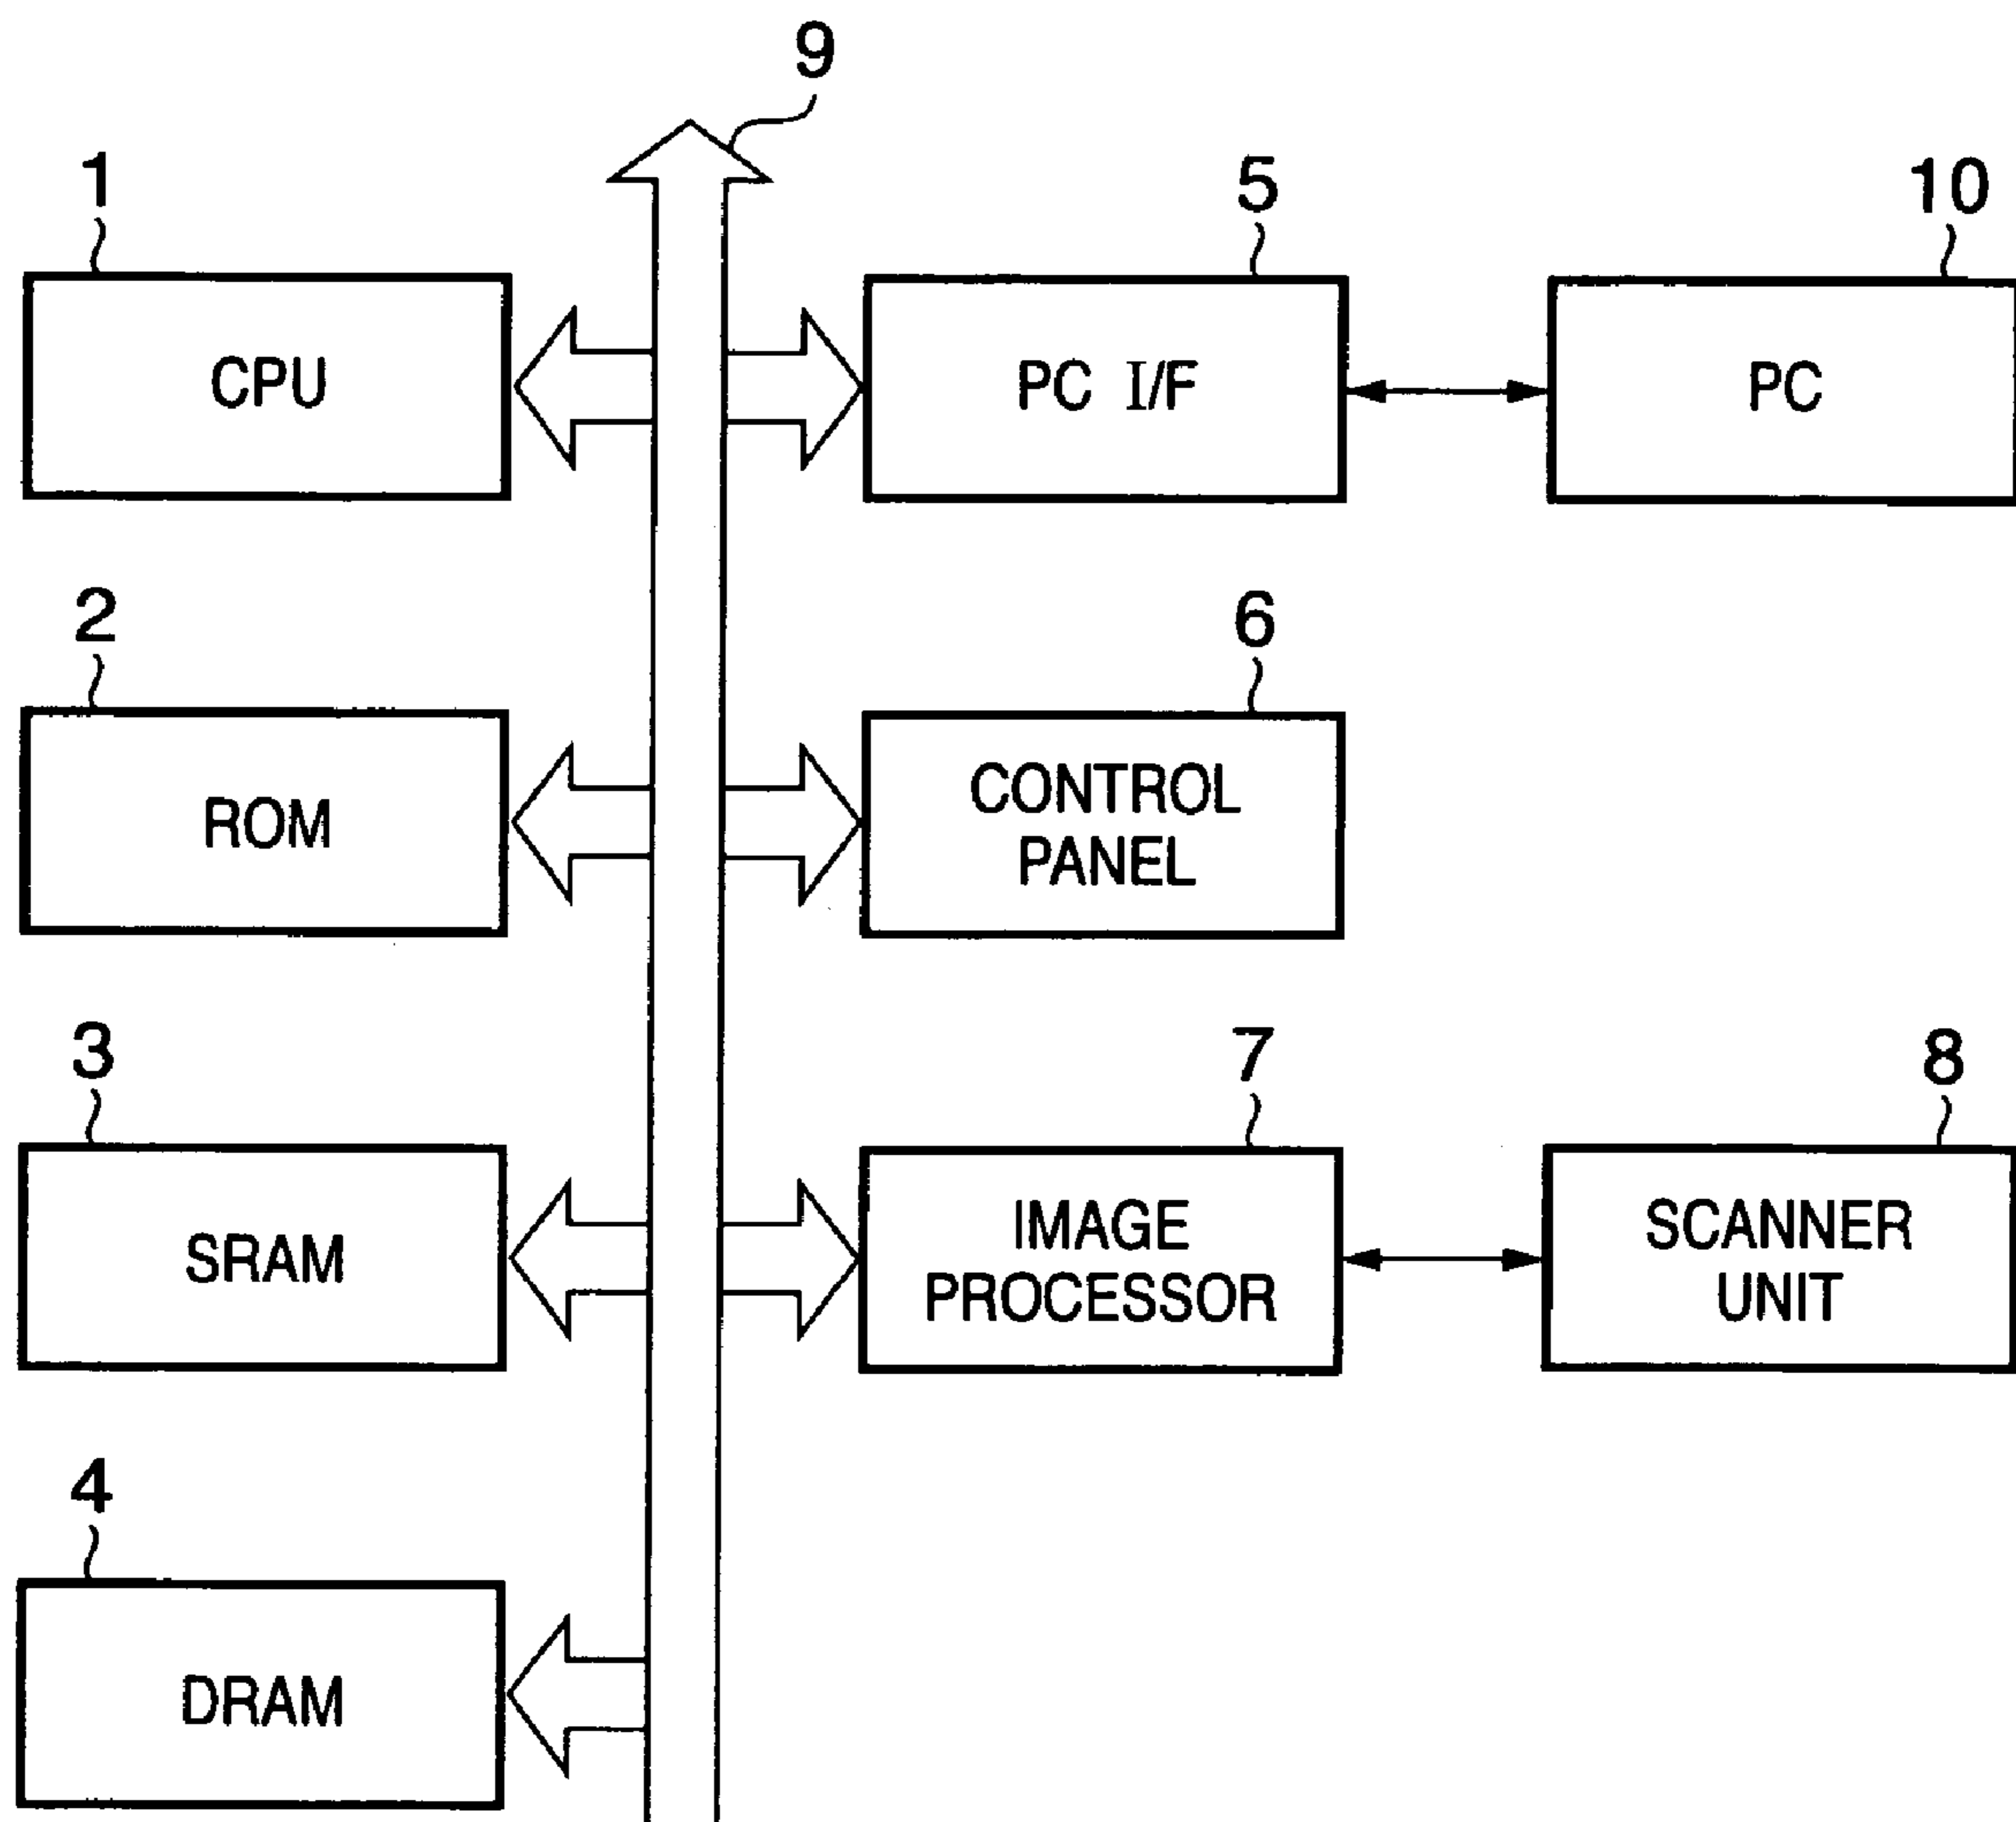 9
1
5
10
CPU
PC I/F
PC
2
6
ROM
CONTROL
PANEL
3
7
8
SRAM
IMAGE
PROCESSOR
SCANNER
UNIT
4
DRAM